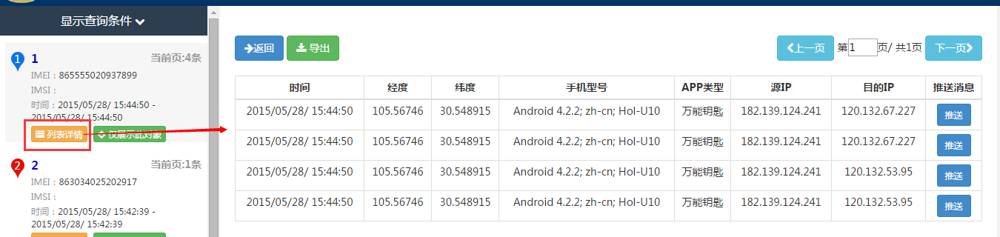 显示查询条件
1 1 当前页:4条
IMEI：865555020937899
IMSI：
时间：2015/05/28/ 15:44:50 -
2015/05/28/ 15:44:50
列表详情 仅展示此对象
2 2 当前页:1条
IMEI：863034025202917
IMSI：
时间：2015/05/28/ 15:42:39 -
2015/05/28/ 15:42:39
返回 导出 上一页 第1页/ 共1页 下一页
时间 经度 纬度 手机型号 APP类型 源IP 目的IP 推送消息
2015/05/28/ 15:44:50 105.56746 30.548915 Android 4.2.2; zh-cn; Hol-U10 万能钥匙 182.139.124.241 120.132.67.227 推送
2015/05/28/ 15:44:50 105.56746 30.548915 Android 4.2.2; zh-cn; Hol-U10 万能钥匙 182.139.124.241 120.132.67.227 推送
2015/05/28/ 15:44:50 105.56746 30.548915 Android 4.2.2; zh-cn; Hol-U10 万能钥匙 182.139.124.241 120.132.53.95 推送
2015/05/28/ 15:44:50 105.56746 30.548915 Android 4.2.2; zh-cn; Hol-U10 万能钥匙 182.139.124.241 120.132.53.95 推送